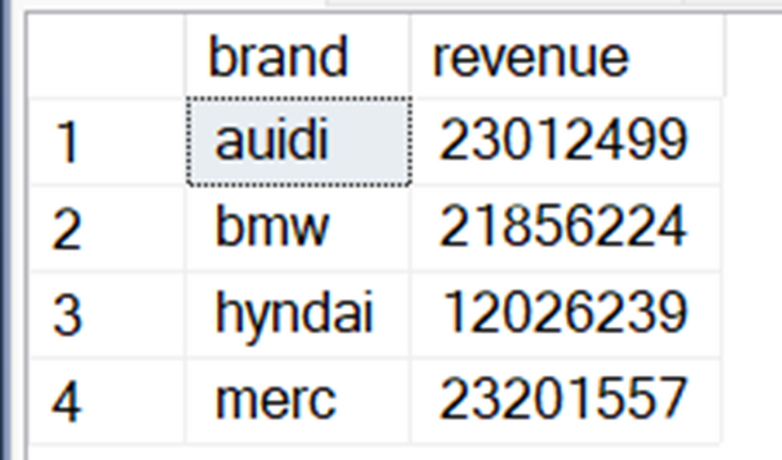 brand revenue
1 auidi 23012499
2 bmw 21856224
3 hyndai 12026239
4 merc 23201557